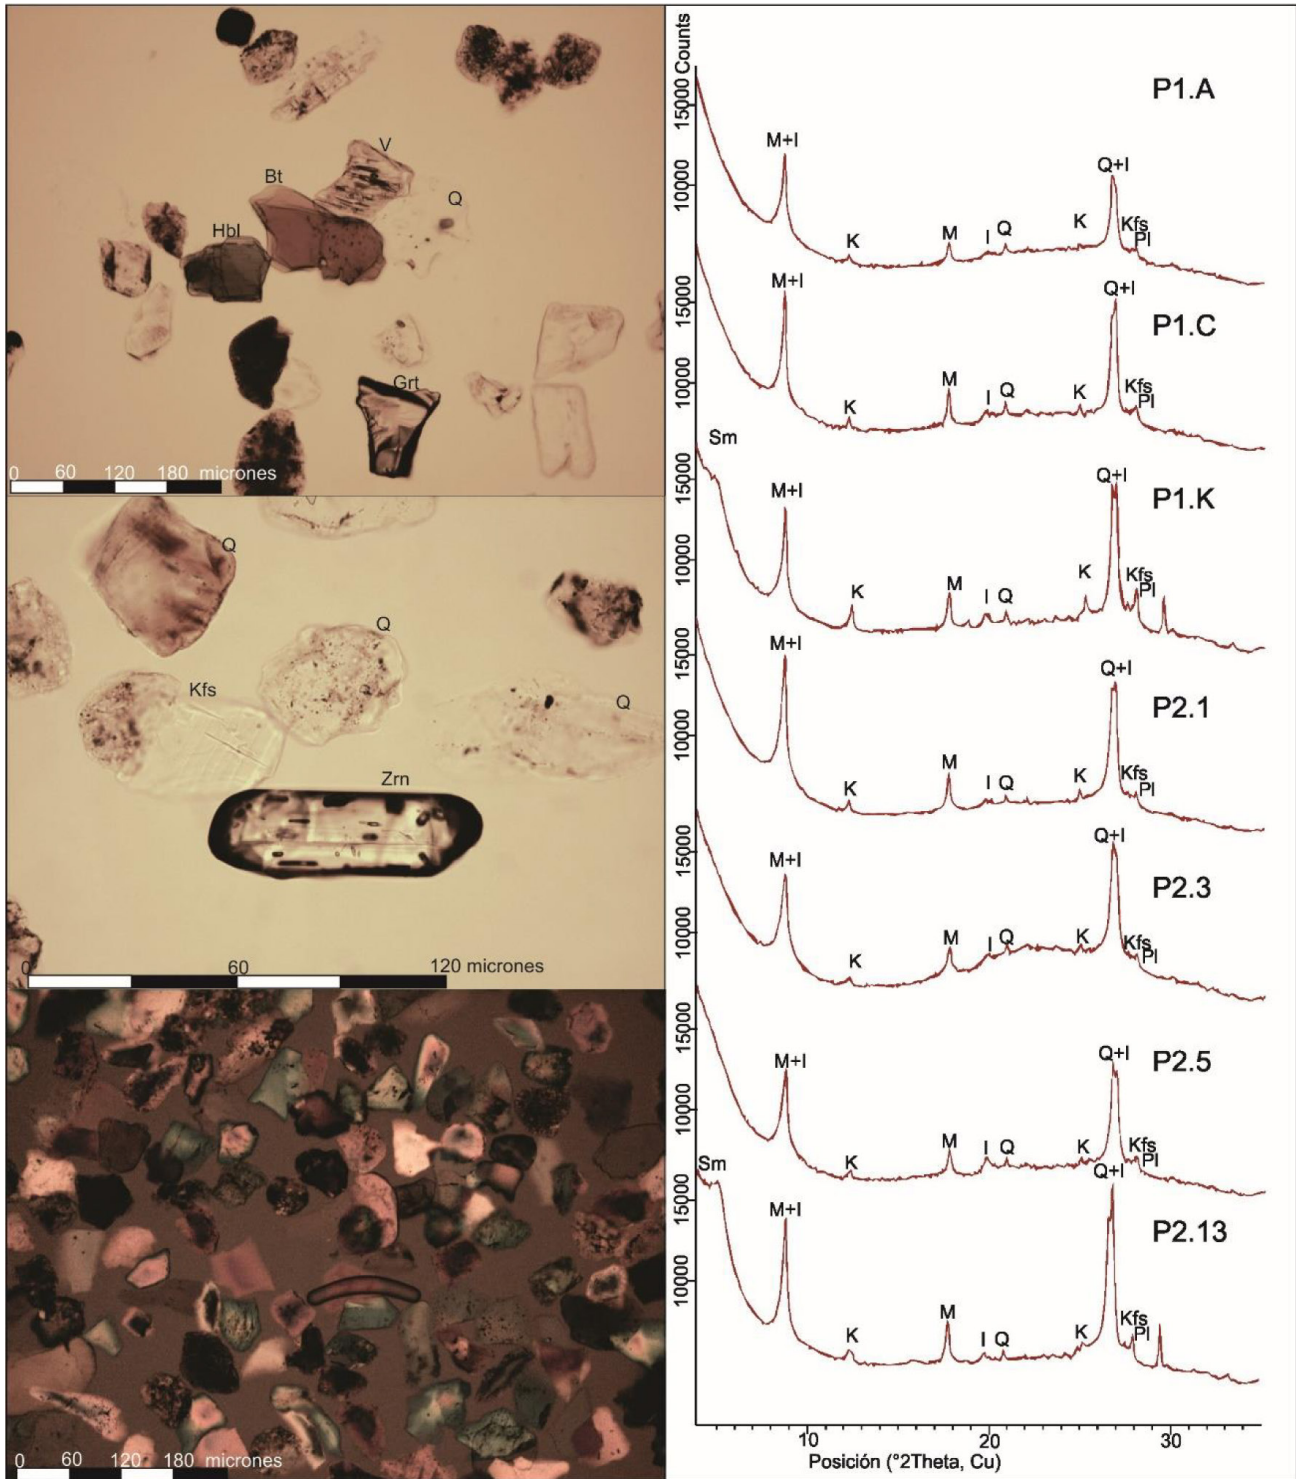 V
Bt
Q
Hbl
Grt
0 60 120 180 micrones
Q
Q
Kfs
Q
Zrn
0 60 120 micrones
0 60 120 180 micrones
Counts
15000
10000
P1.A
M+I
K
M
I
Q
K
Q+I
Kfs
Pl
15000
10000
P1.C
M+I
K
M
I
Q
K
Q+I
Kfs
Pl
15000
10000
Sm
P1.K
M+I
K
M
I
Q
K
Q+I
Kfs
Pl
15000
10000
P2.1
M+I
K
M
I
Q
K
Q+I
Kfs
Pl
15000
10000
P2.3
M+I
K
M
I
Q
K
Q+I
Kfs
Pl
15000
10000
P2.5
M+I
K
M
I
Q
K
Q+I
Kfs
Pl
15000
10000
Sm
P2.13
M+I
K
M
I
Q
K
Q+I
Kfs
Pl
10 20 30
Posición (°2Theta, Cu)